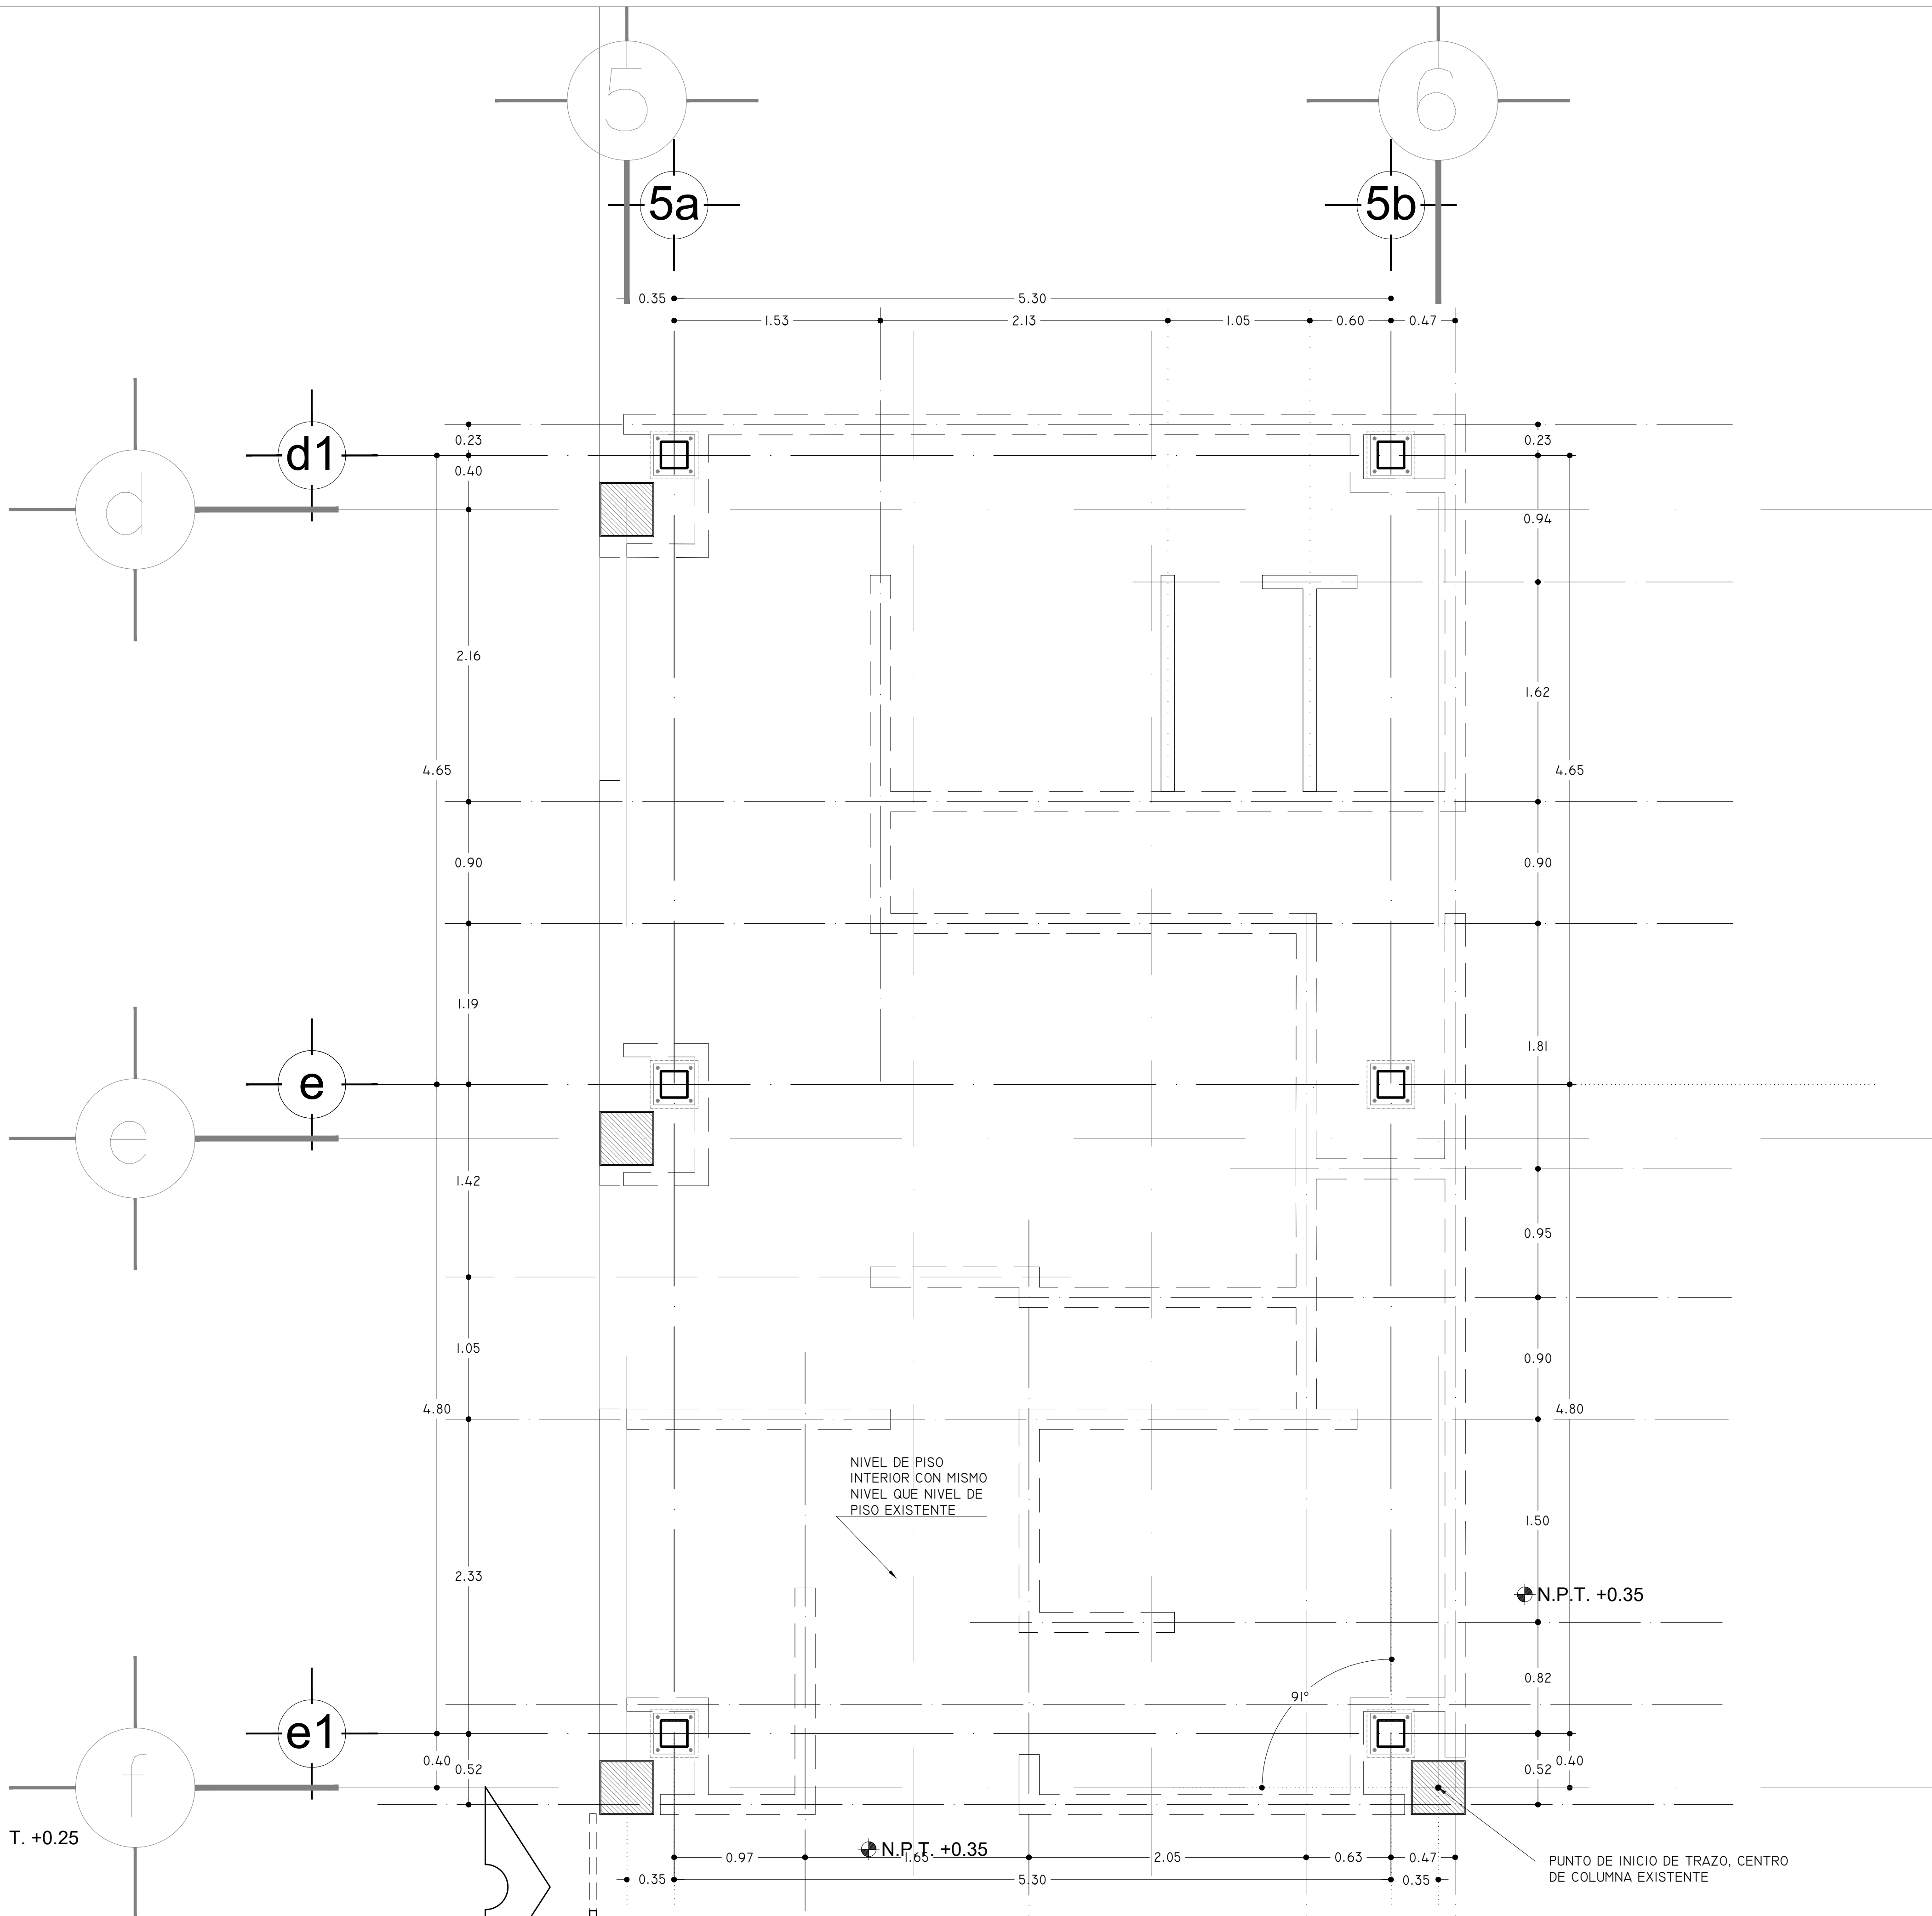 5
6
5a
5b
0.35
5.30
1.53
2.13
1.05
0.60
0.47
d1
0.23
0.23
0.40
d
0.94
2.16
1.62
4.65
4.65
0.90
0.90
1.19
1.81
e
e
1.42
0.95
1.05
0.90
4.80
4.80
NIVEL DE PISO
INTERIOR CON MISMO
NIVEL QUE NIVEL DE
PISO EXISTENTE
1.50
2.33
N.P.T. +0.35
0.82
91°
e1
f
0.40
0.52
0.52
0.40
T. +0.25
N.P.T. +0.35
0.97
1.65
2.05
0.63
0.47
PUNTO DE INICIO DE TRAZO, CENTRO
DE COLUMNA EXISTENTE
0.35
5.30
0.35